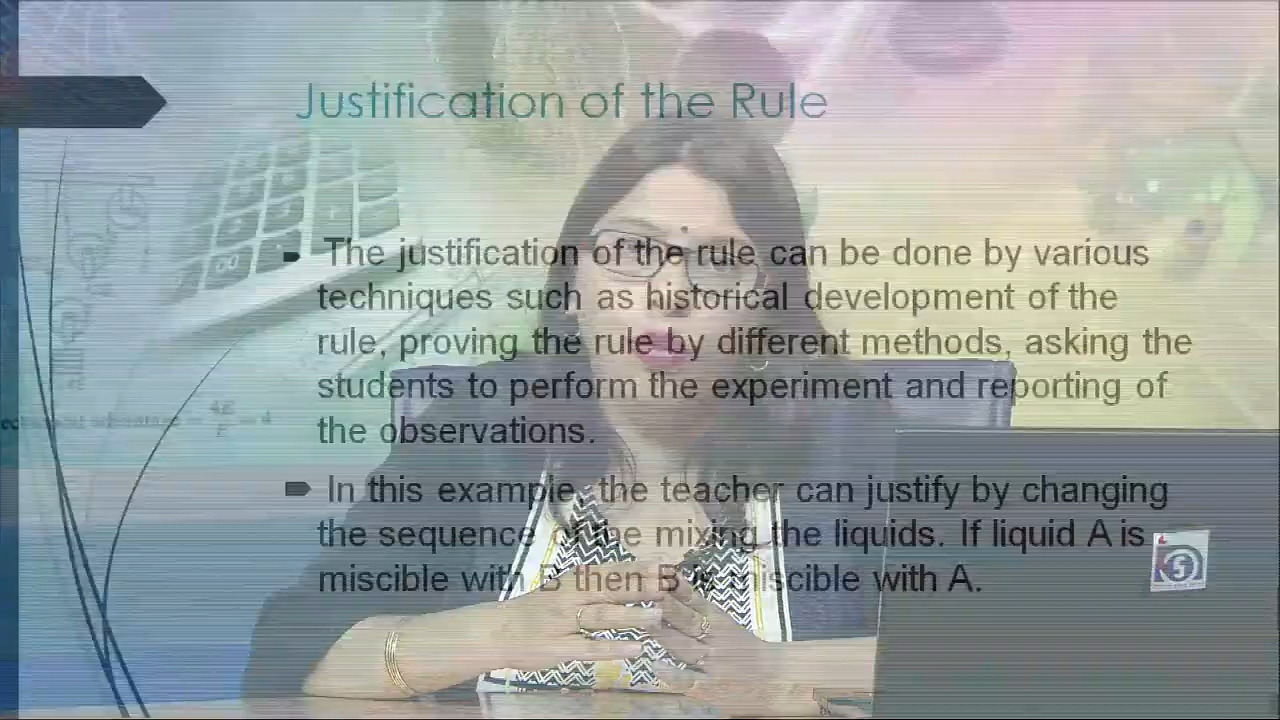 Justification of the Rule
The justification of the rule can be done by various
techniques such as historical development of the
rule, proving the rule by different methods, asking the
students to perform the experiment and reporting of
the observations.
In this example, the teacher can justify by changing
the sequence of the mixing the liquids. If liquid A is
miscible with B then B is miscible with A.